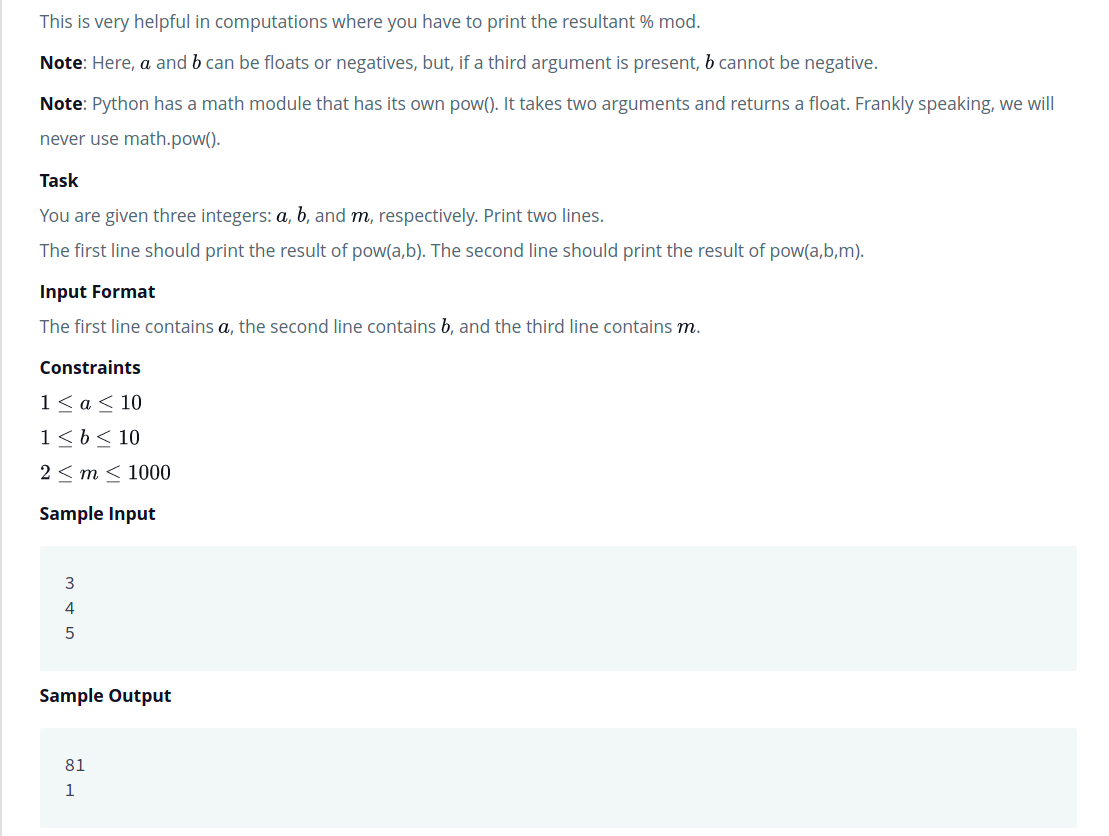 This is very helpful in computations where you have to print the resultant % mod.
Note: Here, a and b can be floats or negatives, but, if a third argument is present, b cannot be negative.
Note: Python has a math module that has its own pow(). It takes two arguments and returns a float. Frankly speaking, we will
never use math.pow().
Task
You are given three integers: a, b, and m, respectively. Print two lines.
The first line should print the result of pow(a,b). The second line should print the result of pow(a,b,m).
Input Format
The first line contains a, the second line contains b, and the third line contains m.
Constraints
1 ≤ a ≤ 10
1 ≤ b ≤ 10
2 ≤ m ≤ 1000
Sample Input
3
4
5
Sample Output
81
1